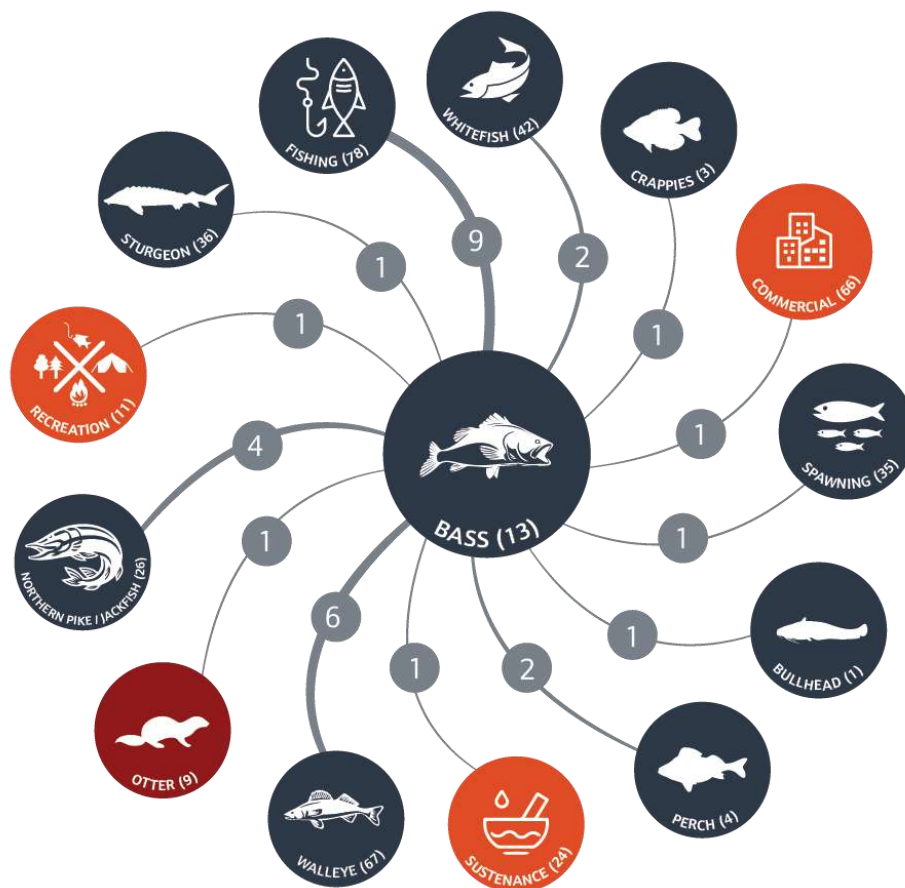 FISHING (78)
WHITEFISH (42)
CRAPPIES (3)
STURGEON (36)
COMMERCIAL (66)
9
2
1
1
1
RECREATION (11)
4
1
SPAWNING (35)
BASS (13)
1
1
NORTHERN PIKE / JACKFISH (26)
6
1
2
1
BULLHEAD (1)
OTTER (9)
WALLEYE (67)
SUSTENANCE (24)
PERCH (4)